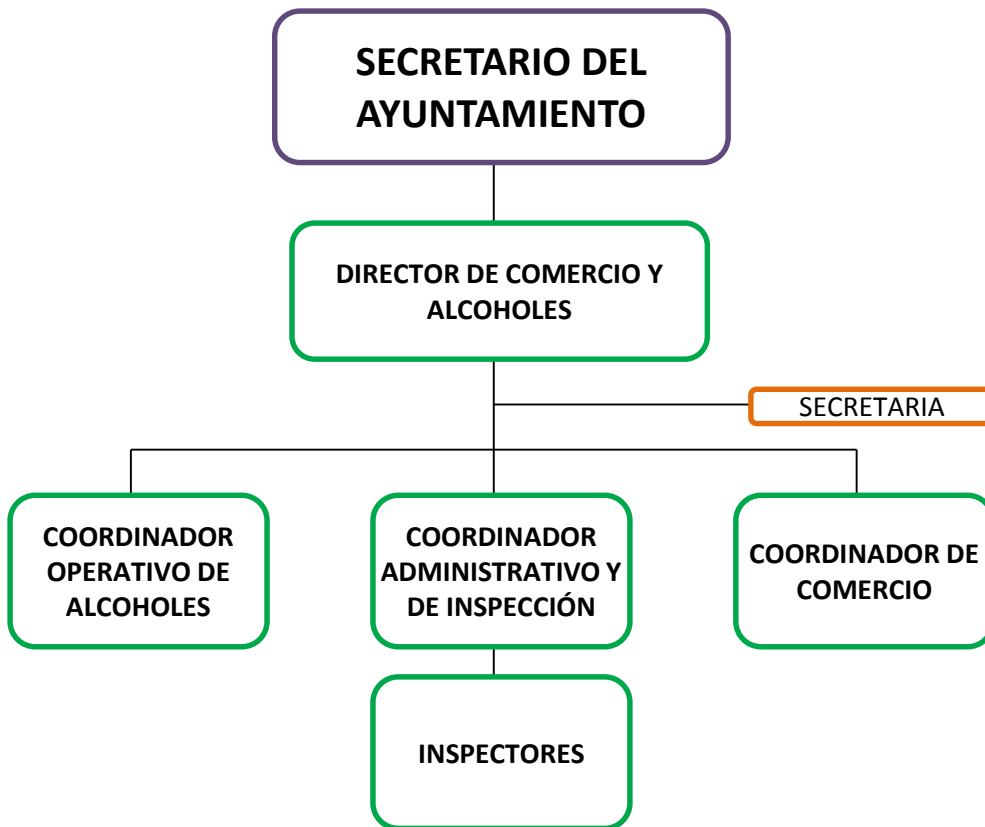 SECRETARIO DEL
AYUNTAMIENTO
DIRECTOR DE COMERCIO Y
ALCOHOLES
SECRETARIA
COORDINADOR
OPERATIVO DE
ALCOHOLES
COORDINADOR
ADMINISTRATIVO Y
DE INSPECCIÓN
COORDINADOR DE
COMERCIO
INSPECTORES